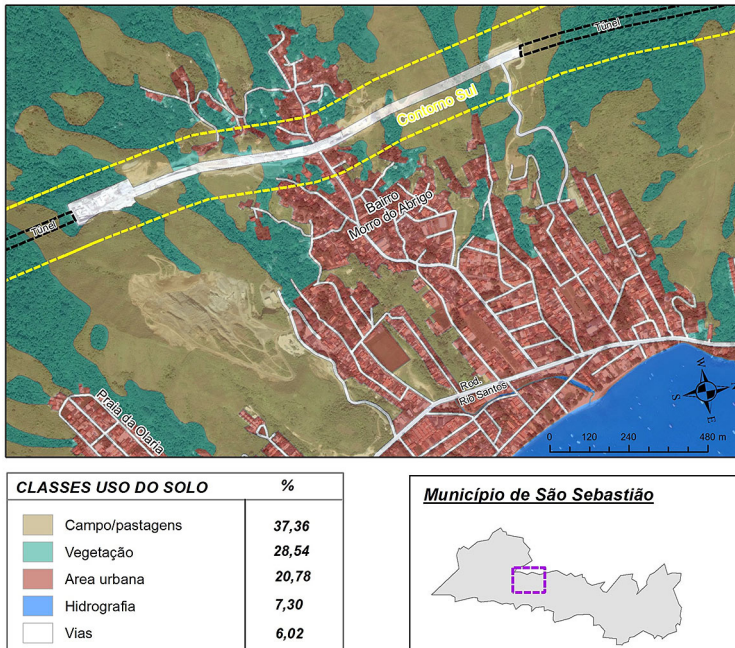 Túnel
Contorno Sul
Bairro
Morro do Abrigo
Túnel
Praia da Olaria
Rod.
Rio Santos
W
N
S
E
0 120 240 480 m
CLASSES USO DO SOLO %
Campo/pastagens 37,36
Vegetação 28,54
Area urbana 20,78
Hidrografia 7,30
Vias 6,02
Município de São Sebastião